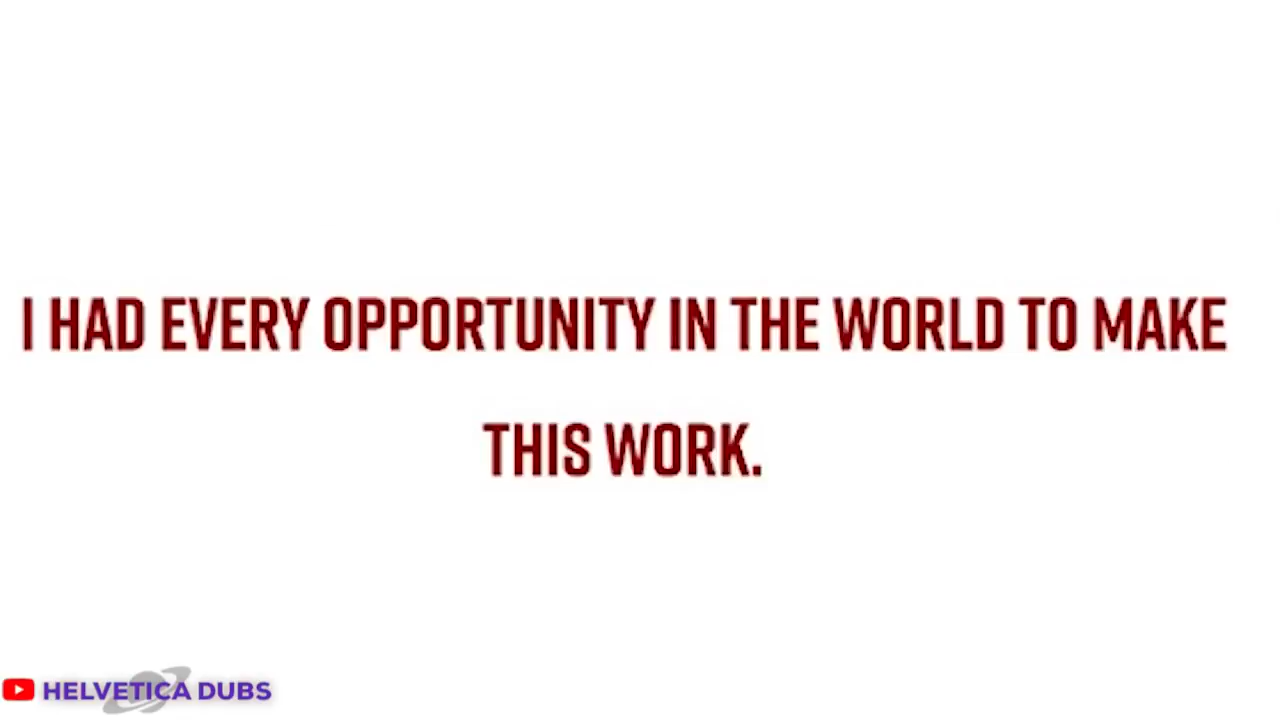 I HAD EVERY OPPORTUNITY IN THE WORLD TO MAKE
THIS WORK.
HELVETICA DUBS